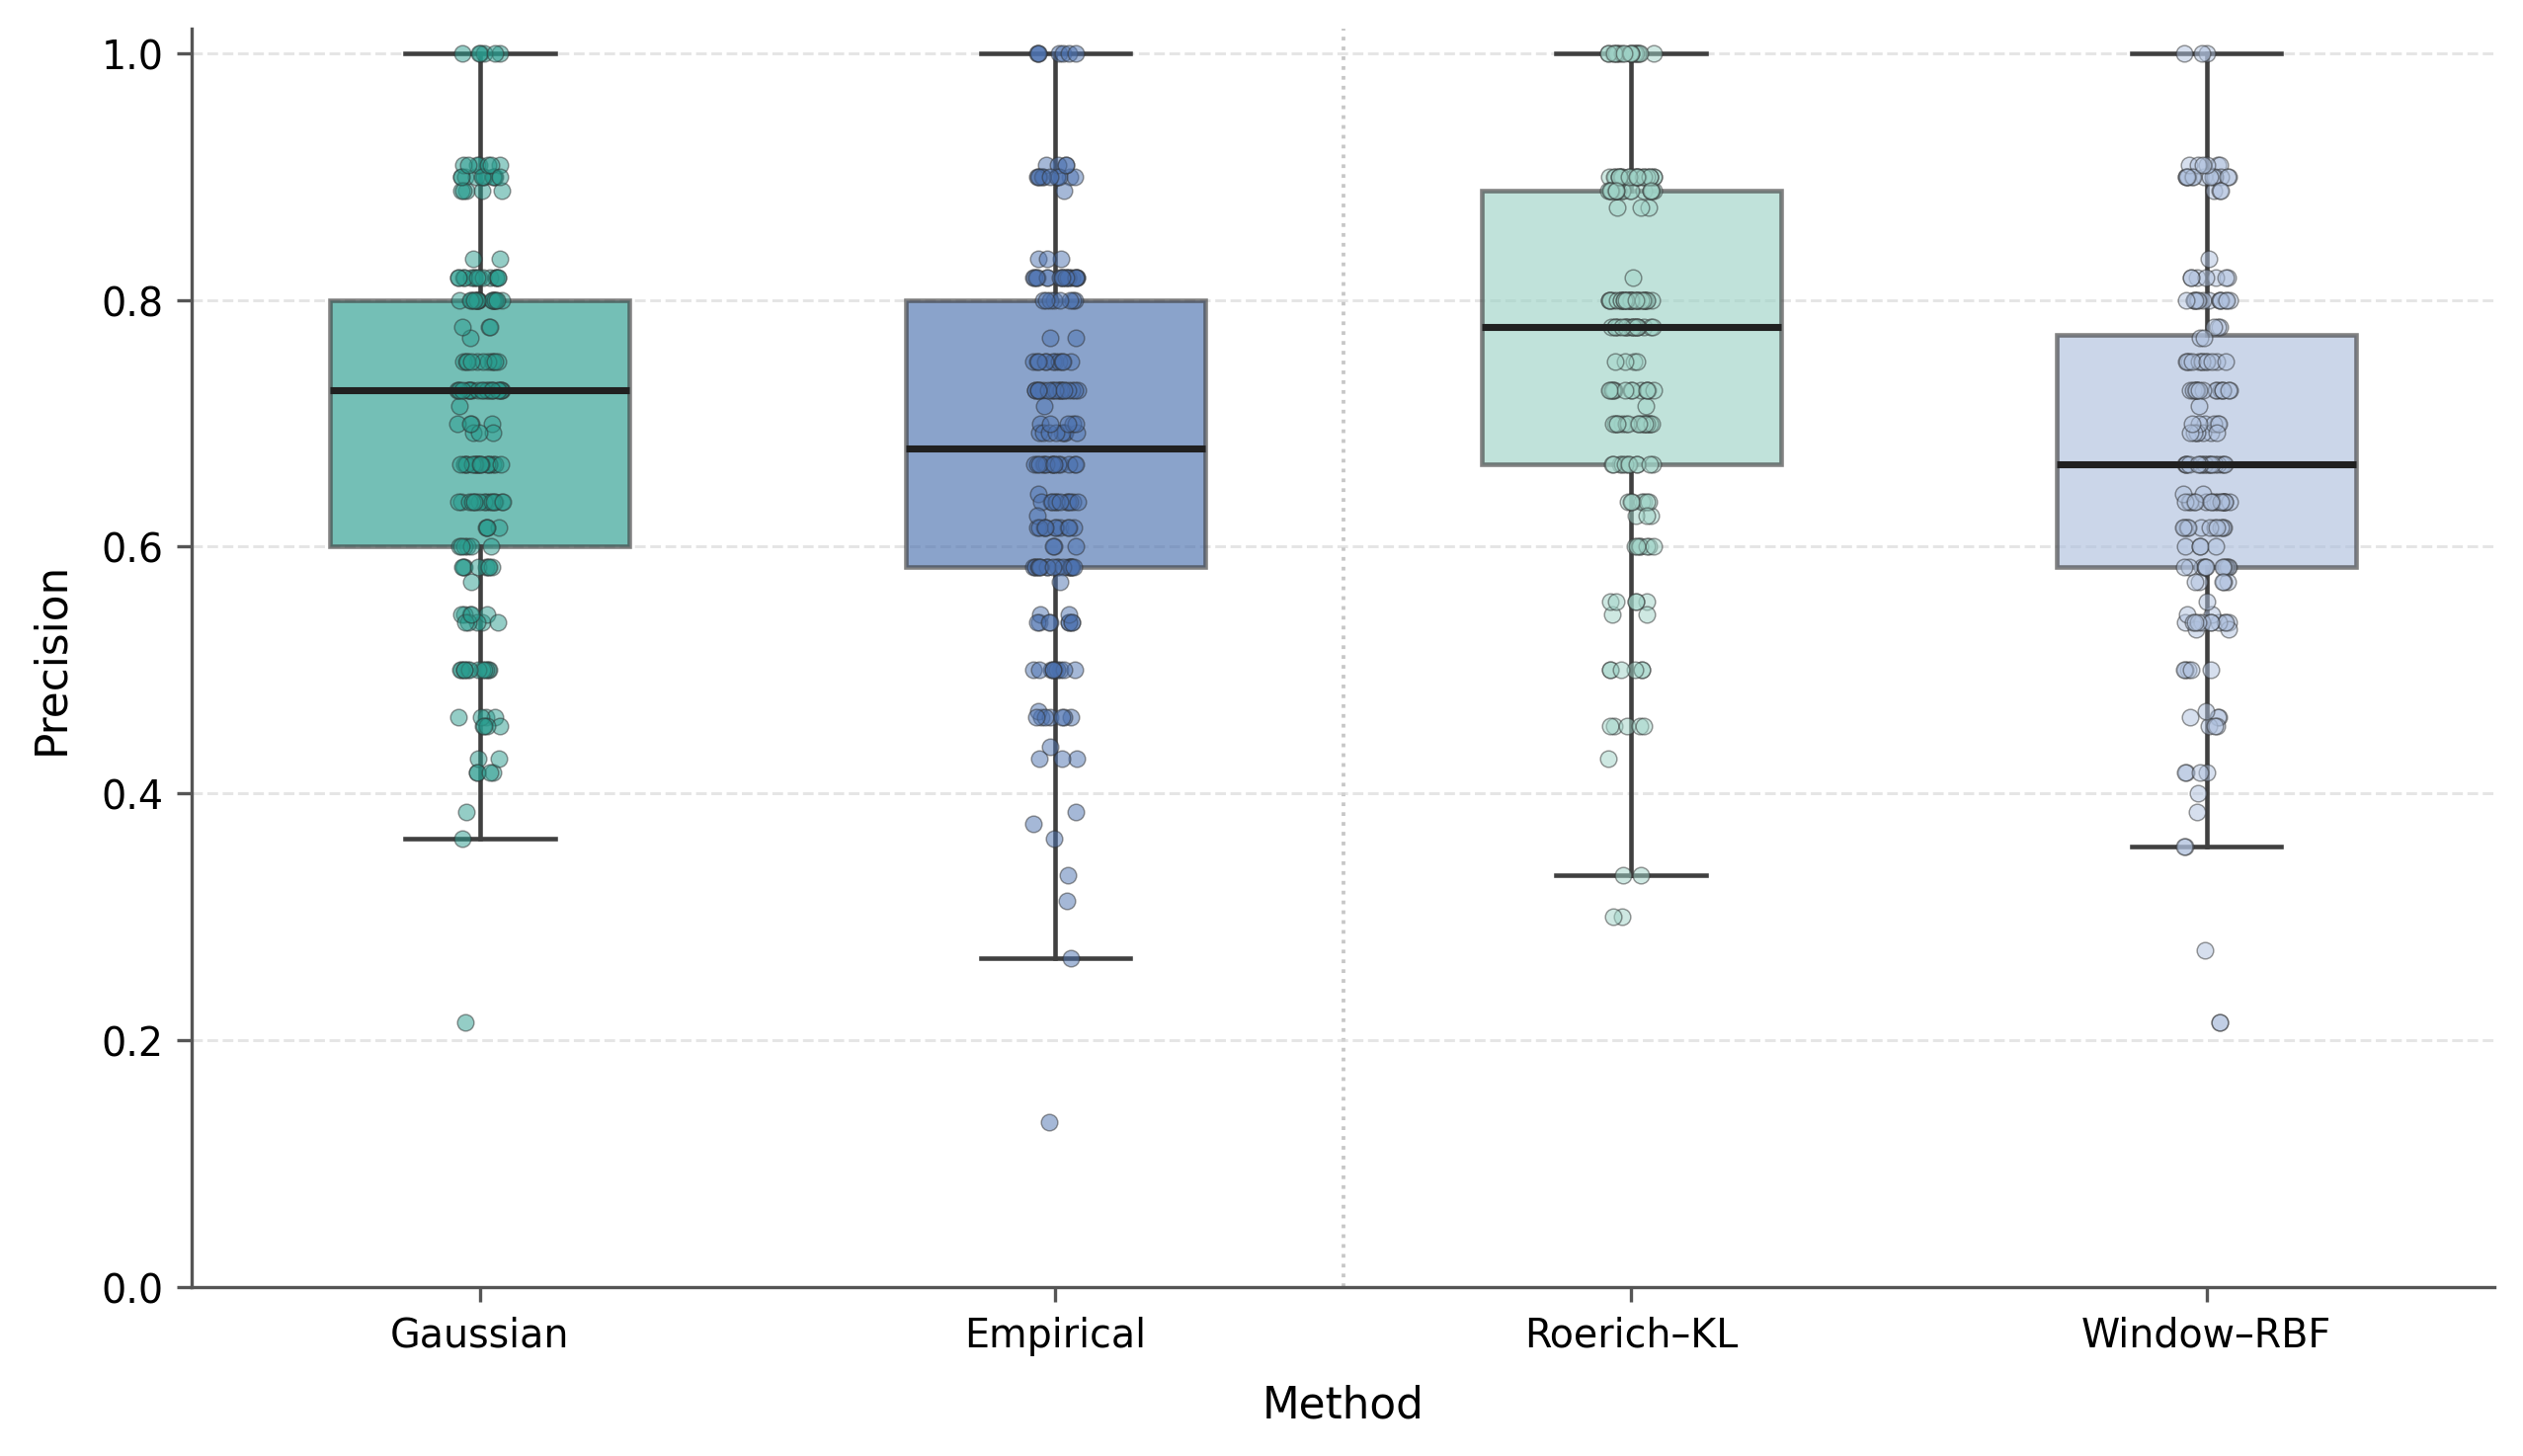 1.0
0.8
0.6
0.4
0.2
0.0
Precision
Gaussian
Empirical
Roerich–KL
Window–RBF
Method